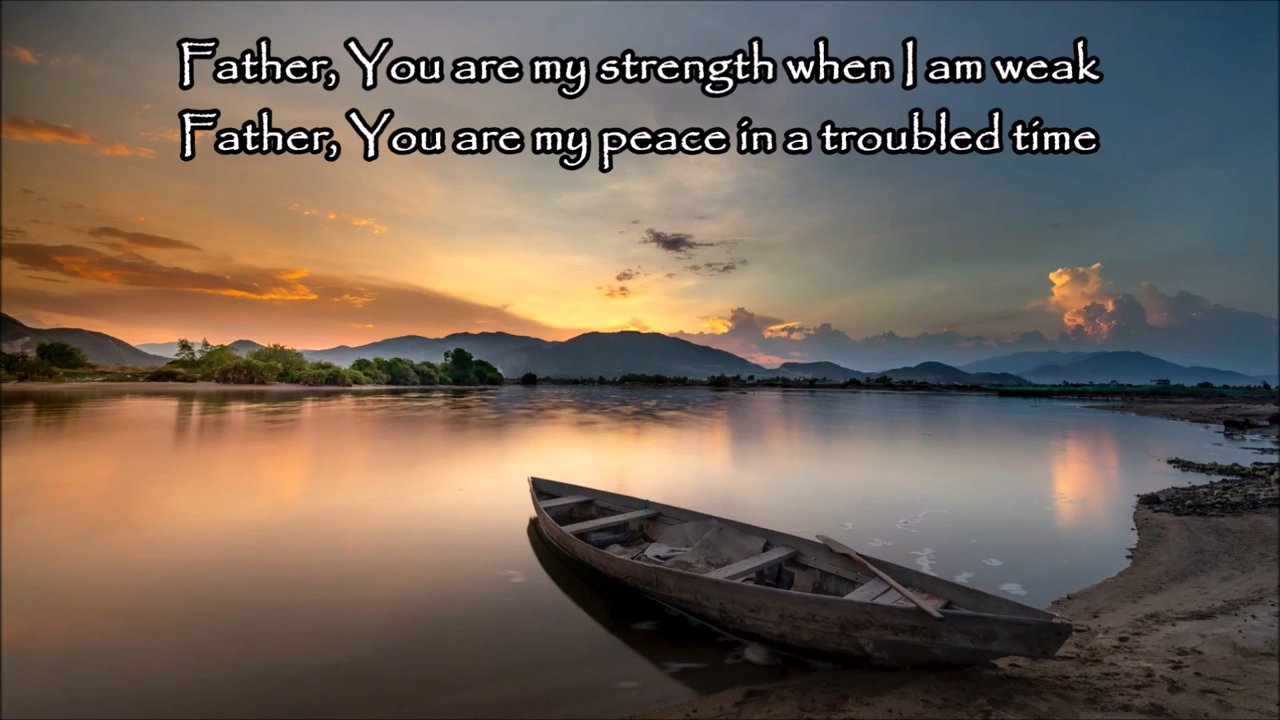 Father, You are my strength when I am weak
Father, You are my peace in a troubled time